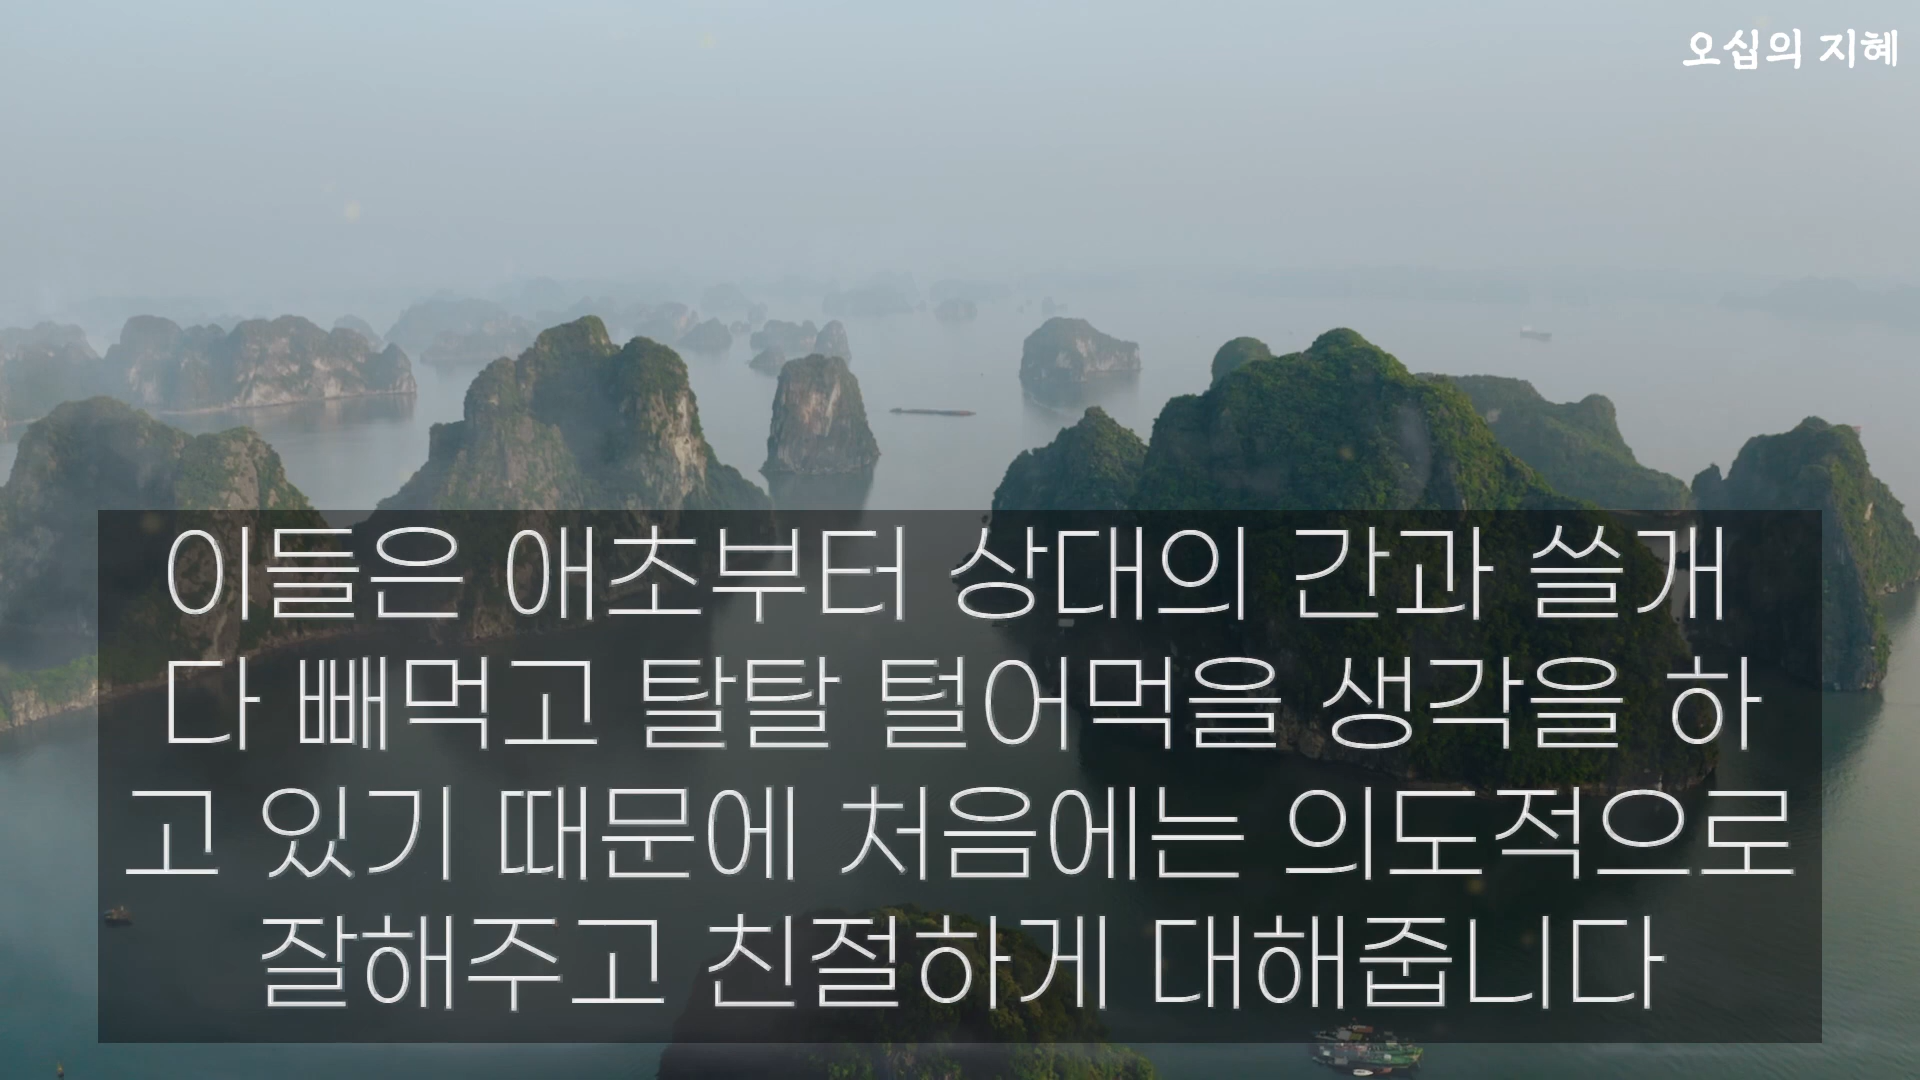 오십의 지혜
이들은 애초부터 상대의 간과 쓸개
다 빼먹고 탈탈 털어먹을 생각을 하
고 있기 때문에 처음에는 의도적으로
잘해주고 친절하게 대해줍니다